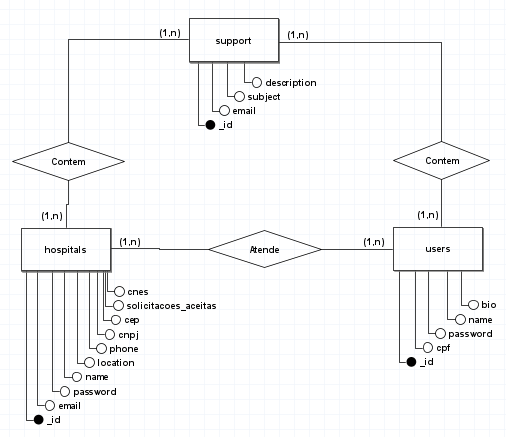 (1,n)
support
(1,n)
description
subject
email
_id
Contem
Contem
(1,n)
(1,n)
hospitals
(1,n)
Atende
(1,n)
users
cnes
solicitacoes_aceitas
cep
cnpj
phone
location
name
password
email
_id
bio
name
password
cpf
_id